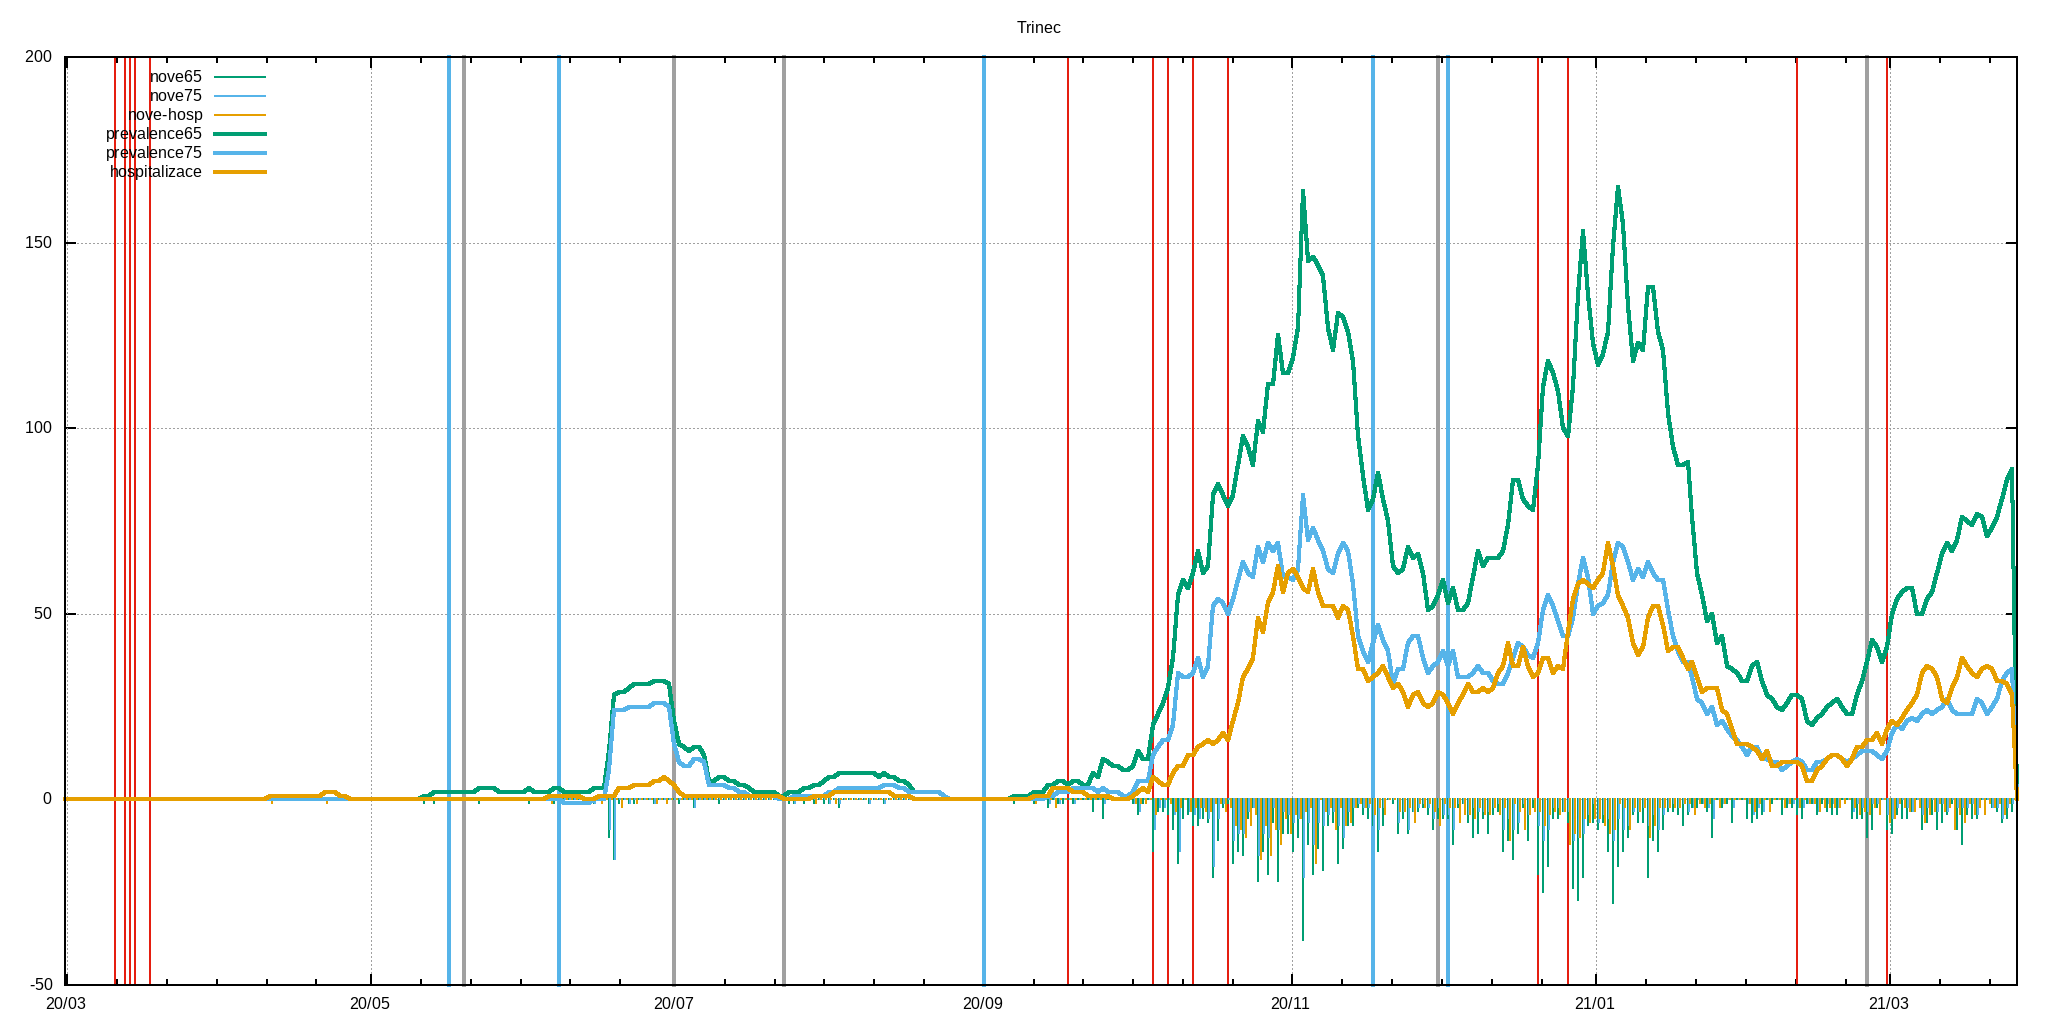 Trinec
200
150
100
50
0
-50
nove65
nove75
nove-hosp
prevalence65
prevalence75
hospitalizace
20/03 20/05 20/07 20/09 20/11 21/01 21/03